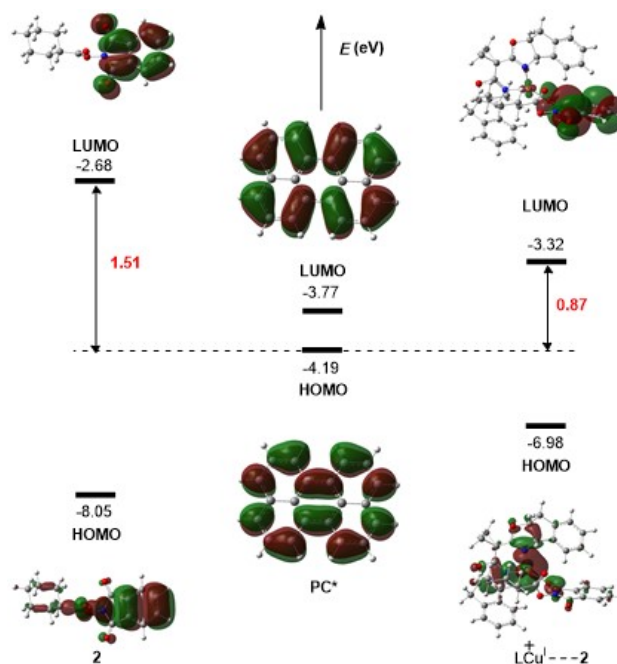 E (eV)
LUMO
-2.68
1.51
LUMO
-3.77
-4.19
HOMO
LUMO
-3.32
0.87
-6.98
HOMO
-8.05
HOMO
2
PC*
+
LCuI----2